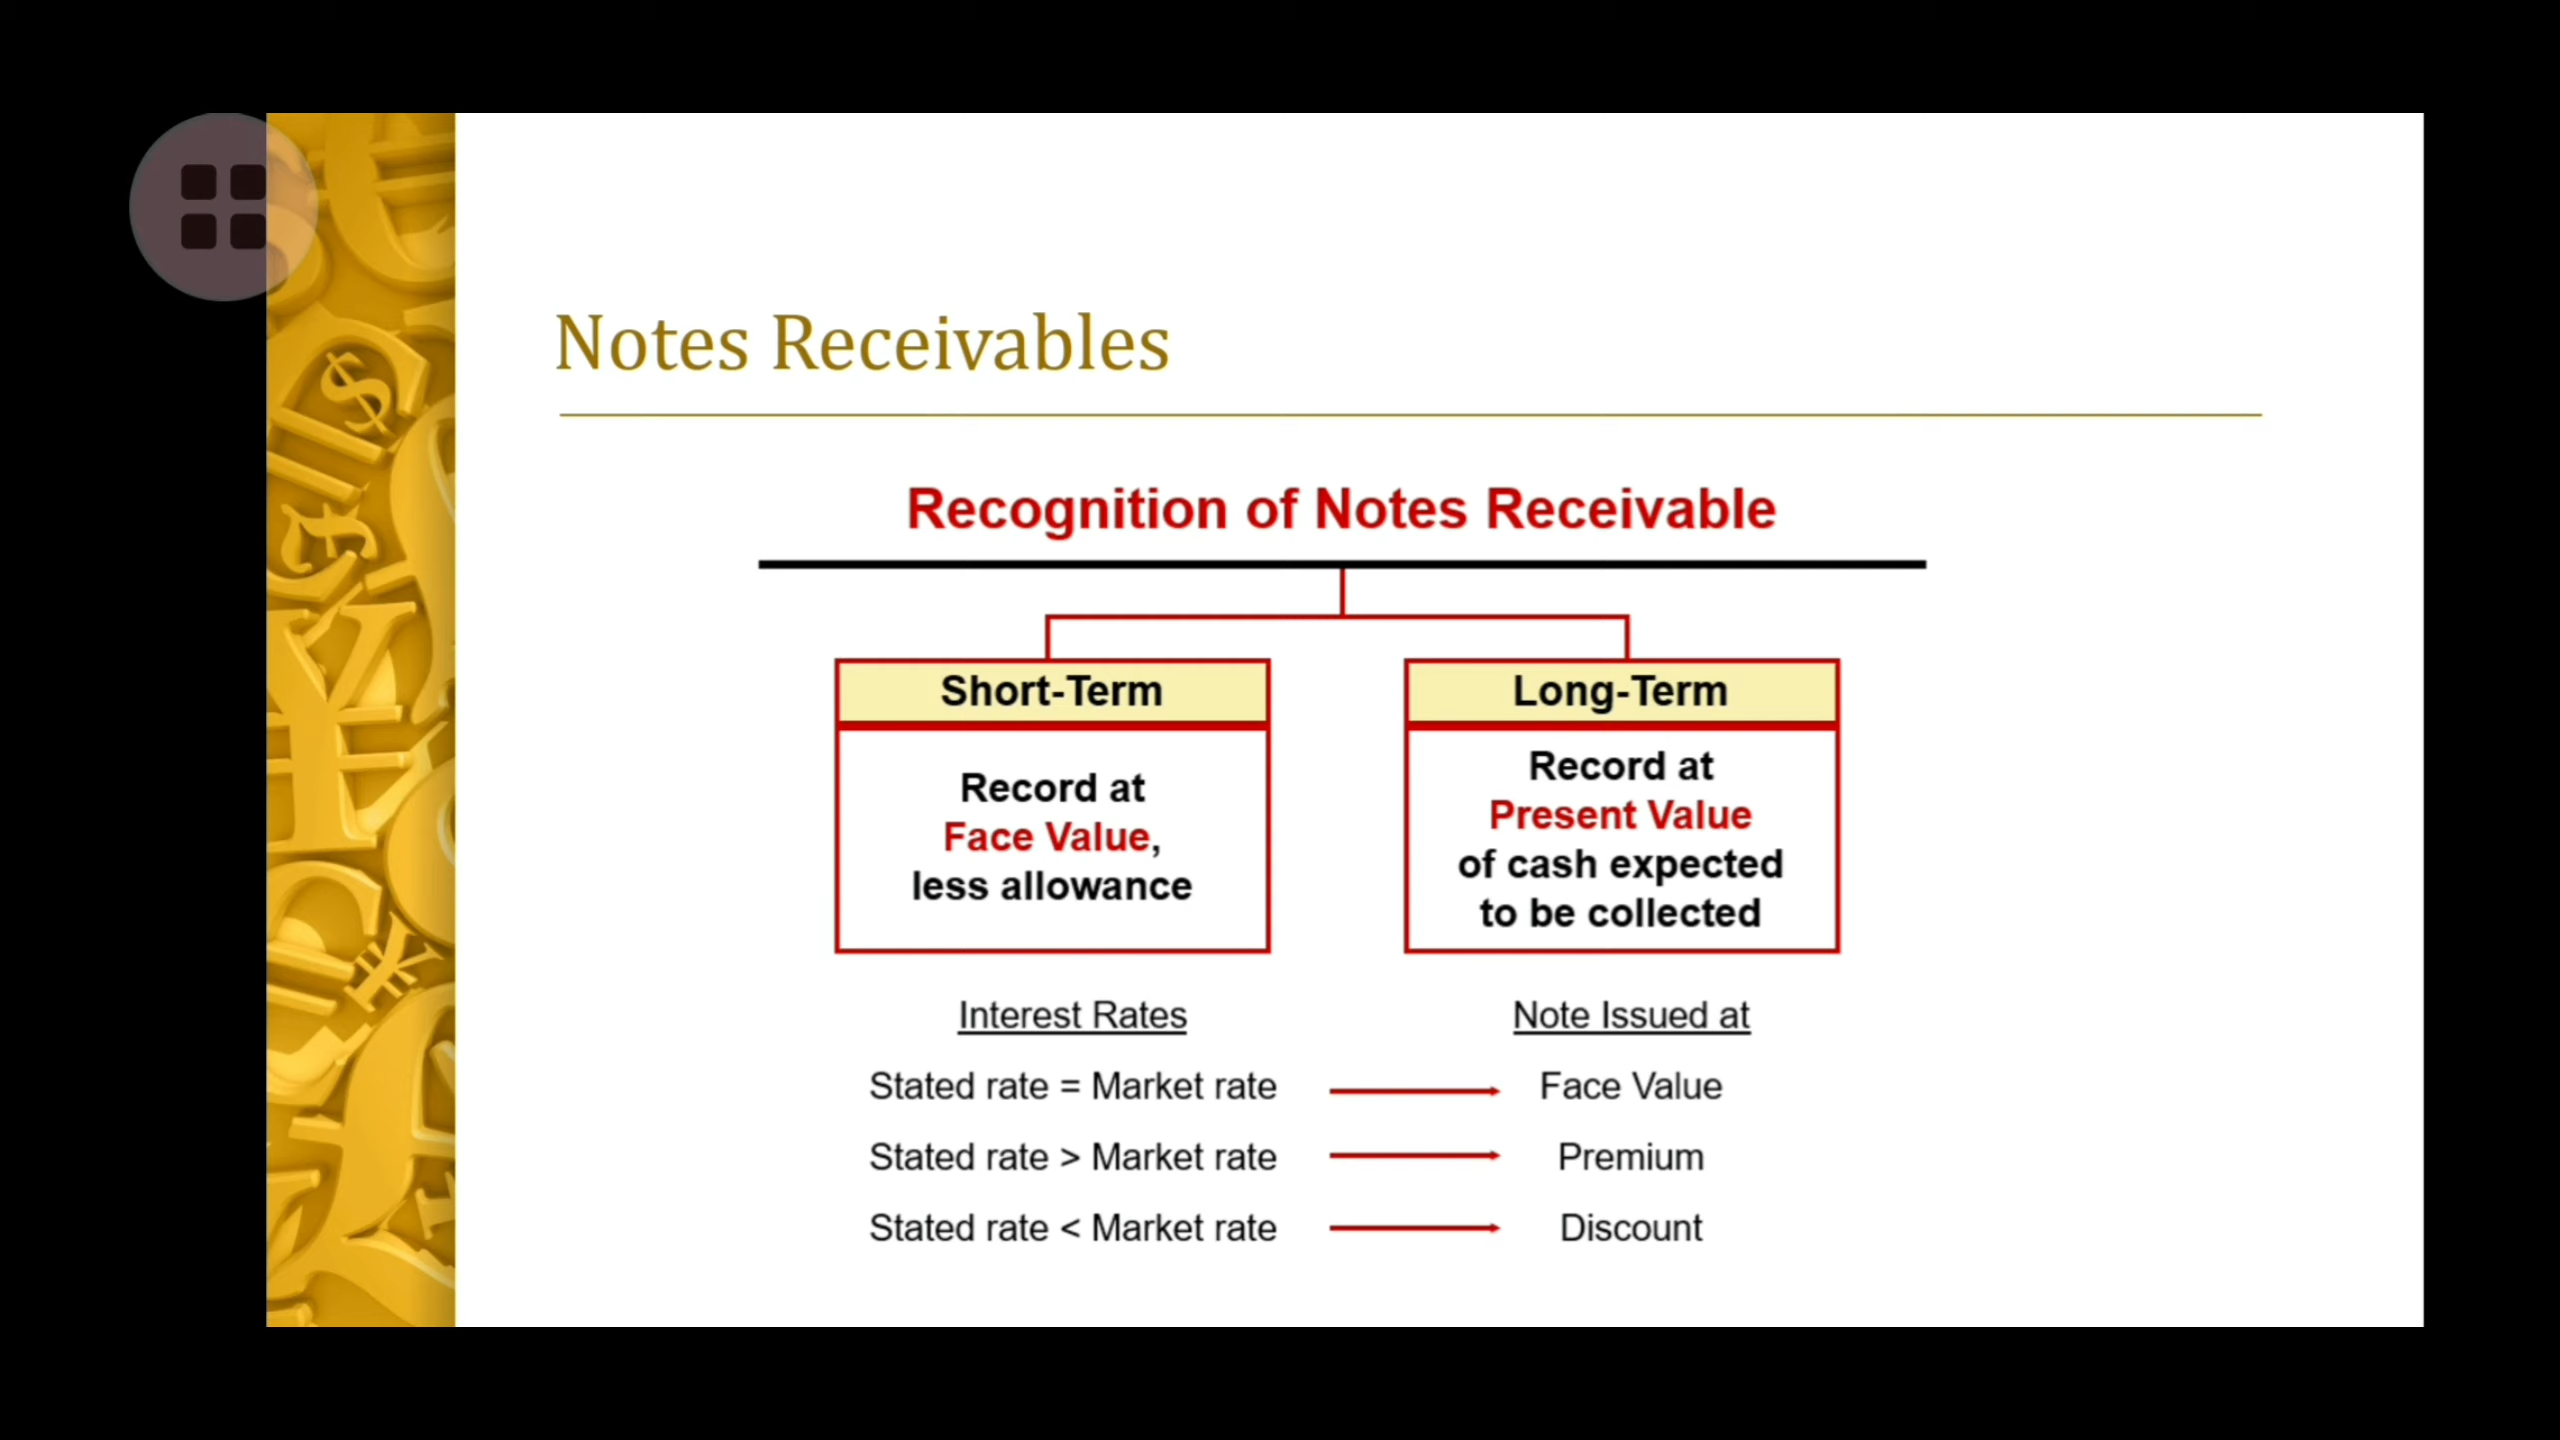 Notes Receivables
Recognition of Notes Receivable
Short-Term
Record at
Face Value,
less allowance
Long-Term
Record at
Present Value
of cash expected
to be collected
Interest Rates
Note Issued at
Stated rate = Market rate
Face Value
Stated rate > Market rate
Premium
Stated rate < Market rate
Discount